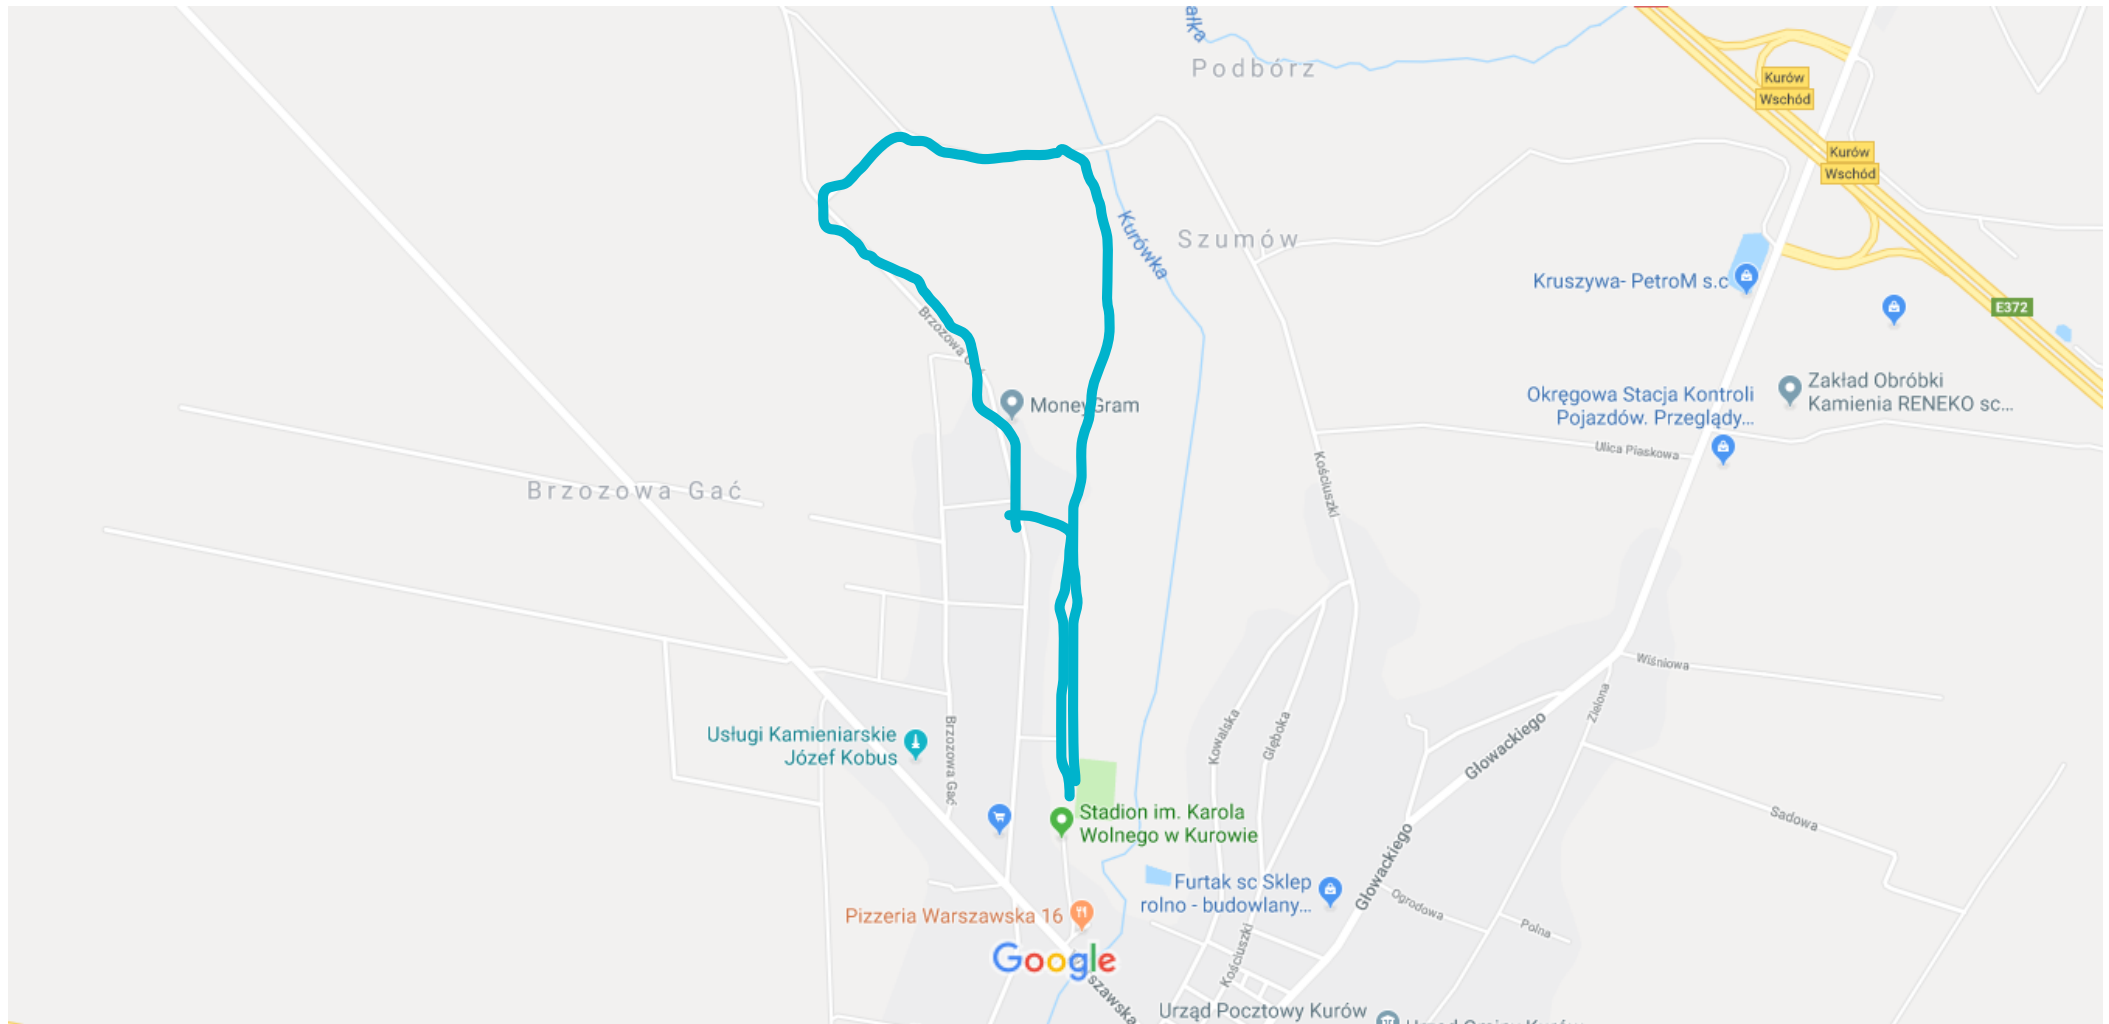 ałka
Podbórz
Kurów
Wschód
Kurów
Wschód
Kurówka
Szumów
Kruszywa- PetroM s.c
E372
Brzozowa G
MoneyGram
Okręgowa Stacja Kontroli
Pojazdów. Przeglądy...
Zakład Obróbki
Kamienia RENEKO sc...
Ulica Piaskowa
Kościuszki
Brzozowa Gać
Wiśniowa
Zielona
Usługi Kamieniarskie
Józef Kobus
Brzozowa Gać
Kowalska
Głęboka
Głowackiego
Stadion im. Karola
Wolnego w Kurowie
Sadowa
Głowackiego
Furtak sc Sklep
rolno - budowlany...
Ogrodowa
Polna
Pizzeria Warszawska 16
Kościuszki
Google
szawska
Urząd Pocztowy Kurów